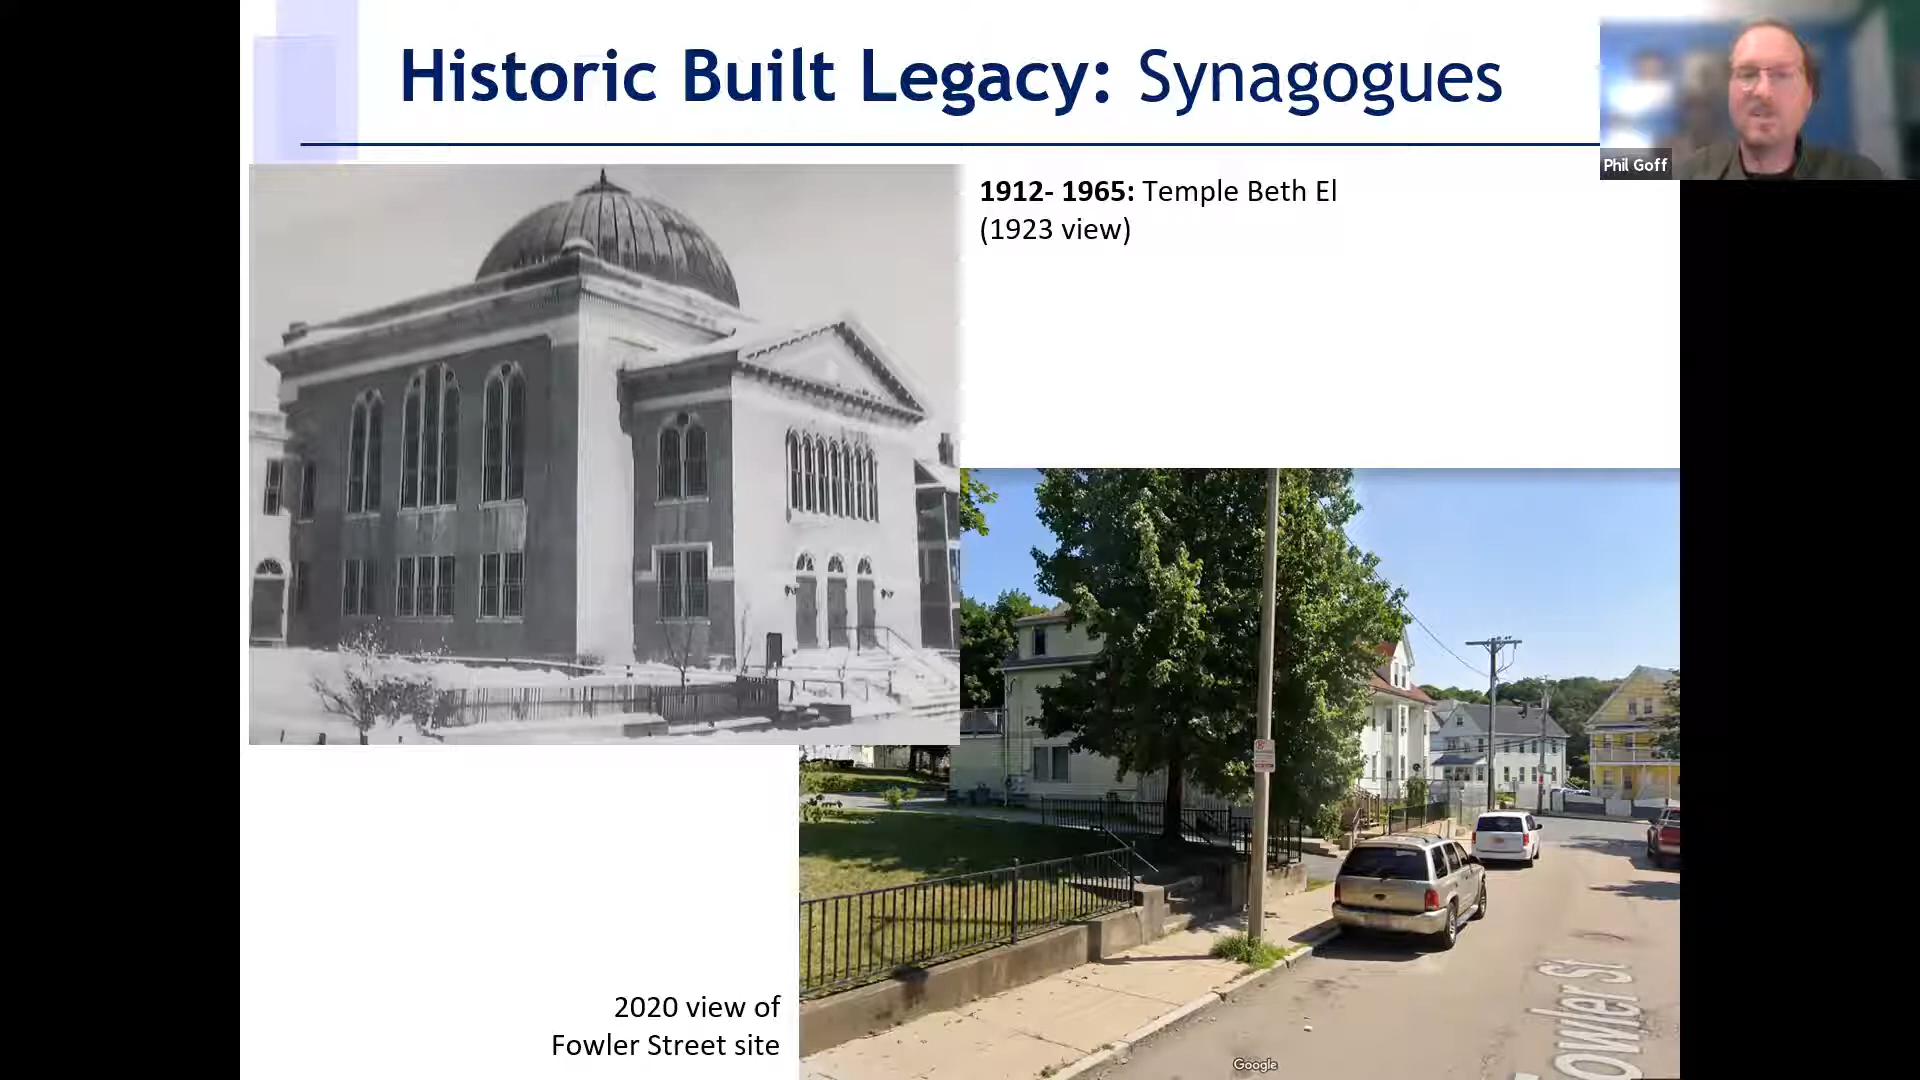 Historic Built Legacy: Synagogues
Phil Goff
1912- 1965: Temple Beth El
(1923 view)
2020 view of
Fowler Street site
Google
Fowler St